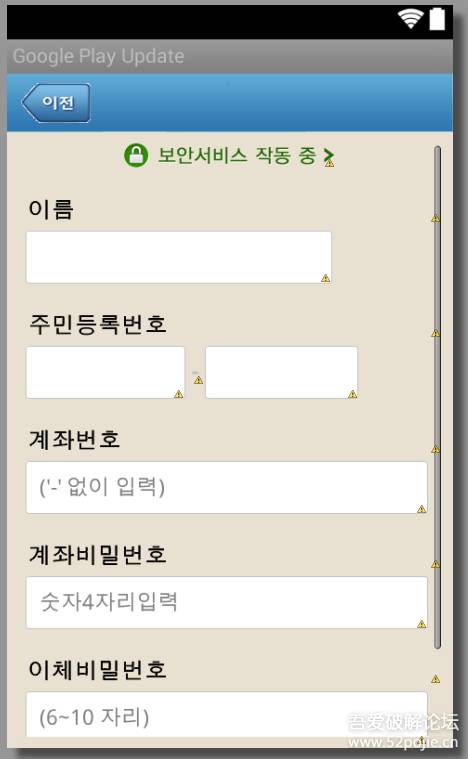 Google Play Update
이전
보안서비스 작동 중 >
이름
주민등록번호
-
계좌번호
('-' 없이 입력)
계좌비밀번호
숫자4자리입력
이체비밀번호
(6~10 자리)
吾爱破解论坛
www.52pojie.cn